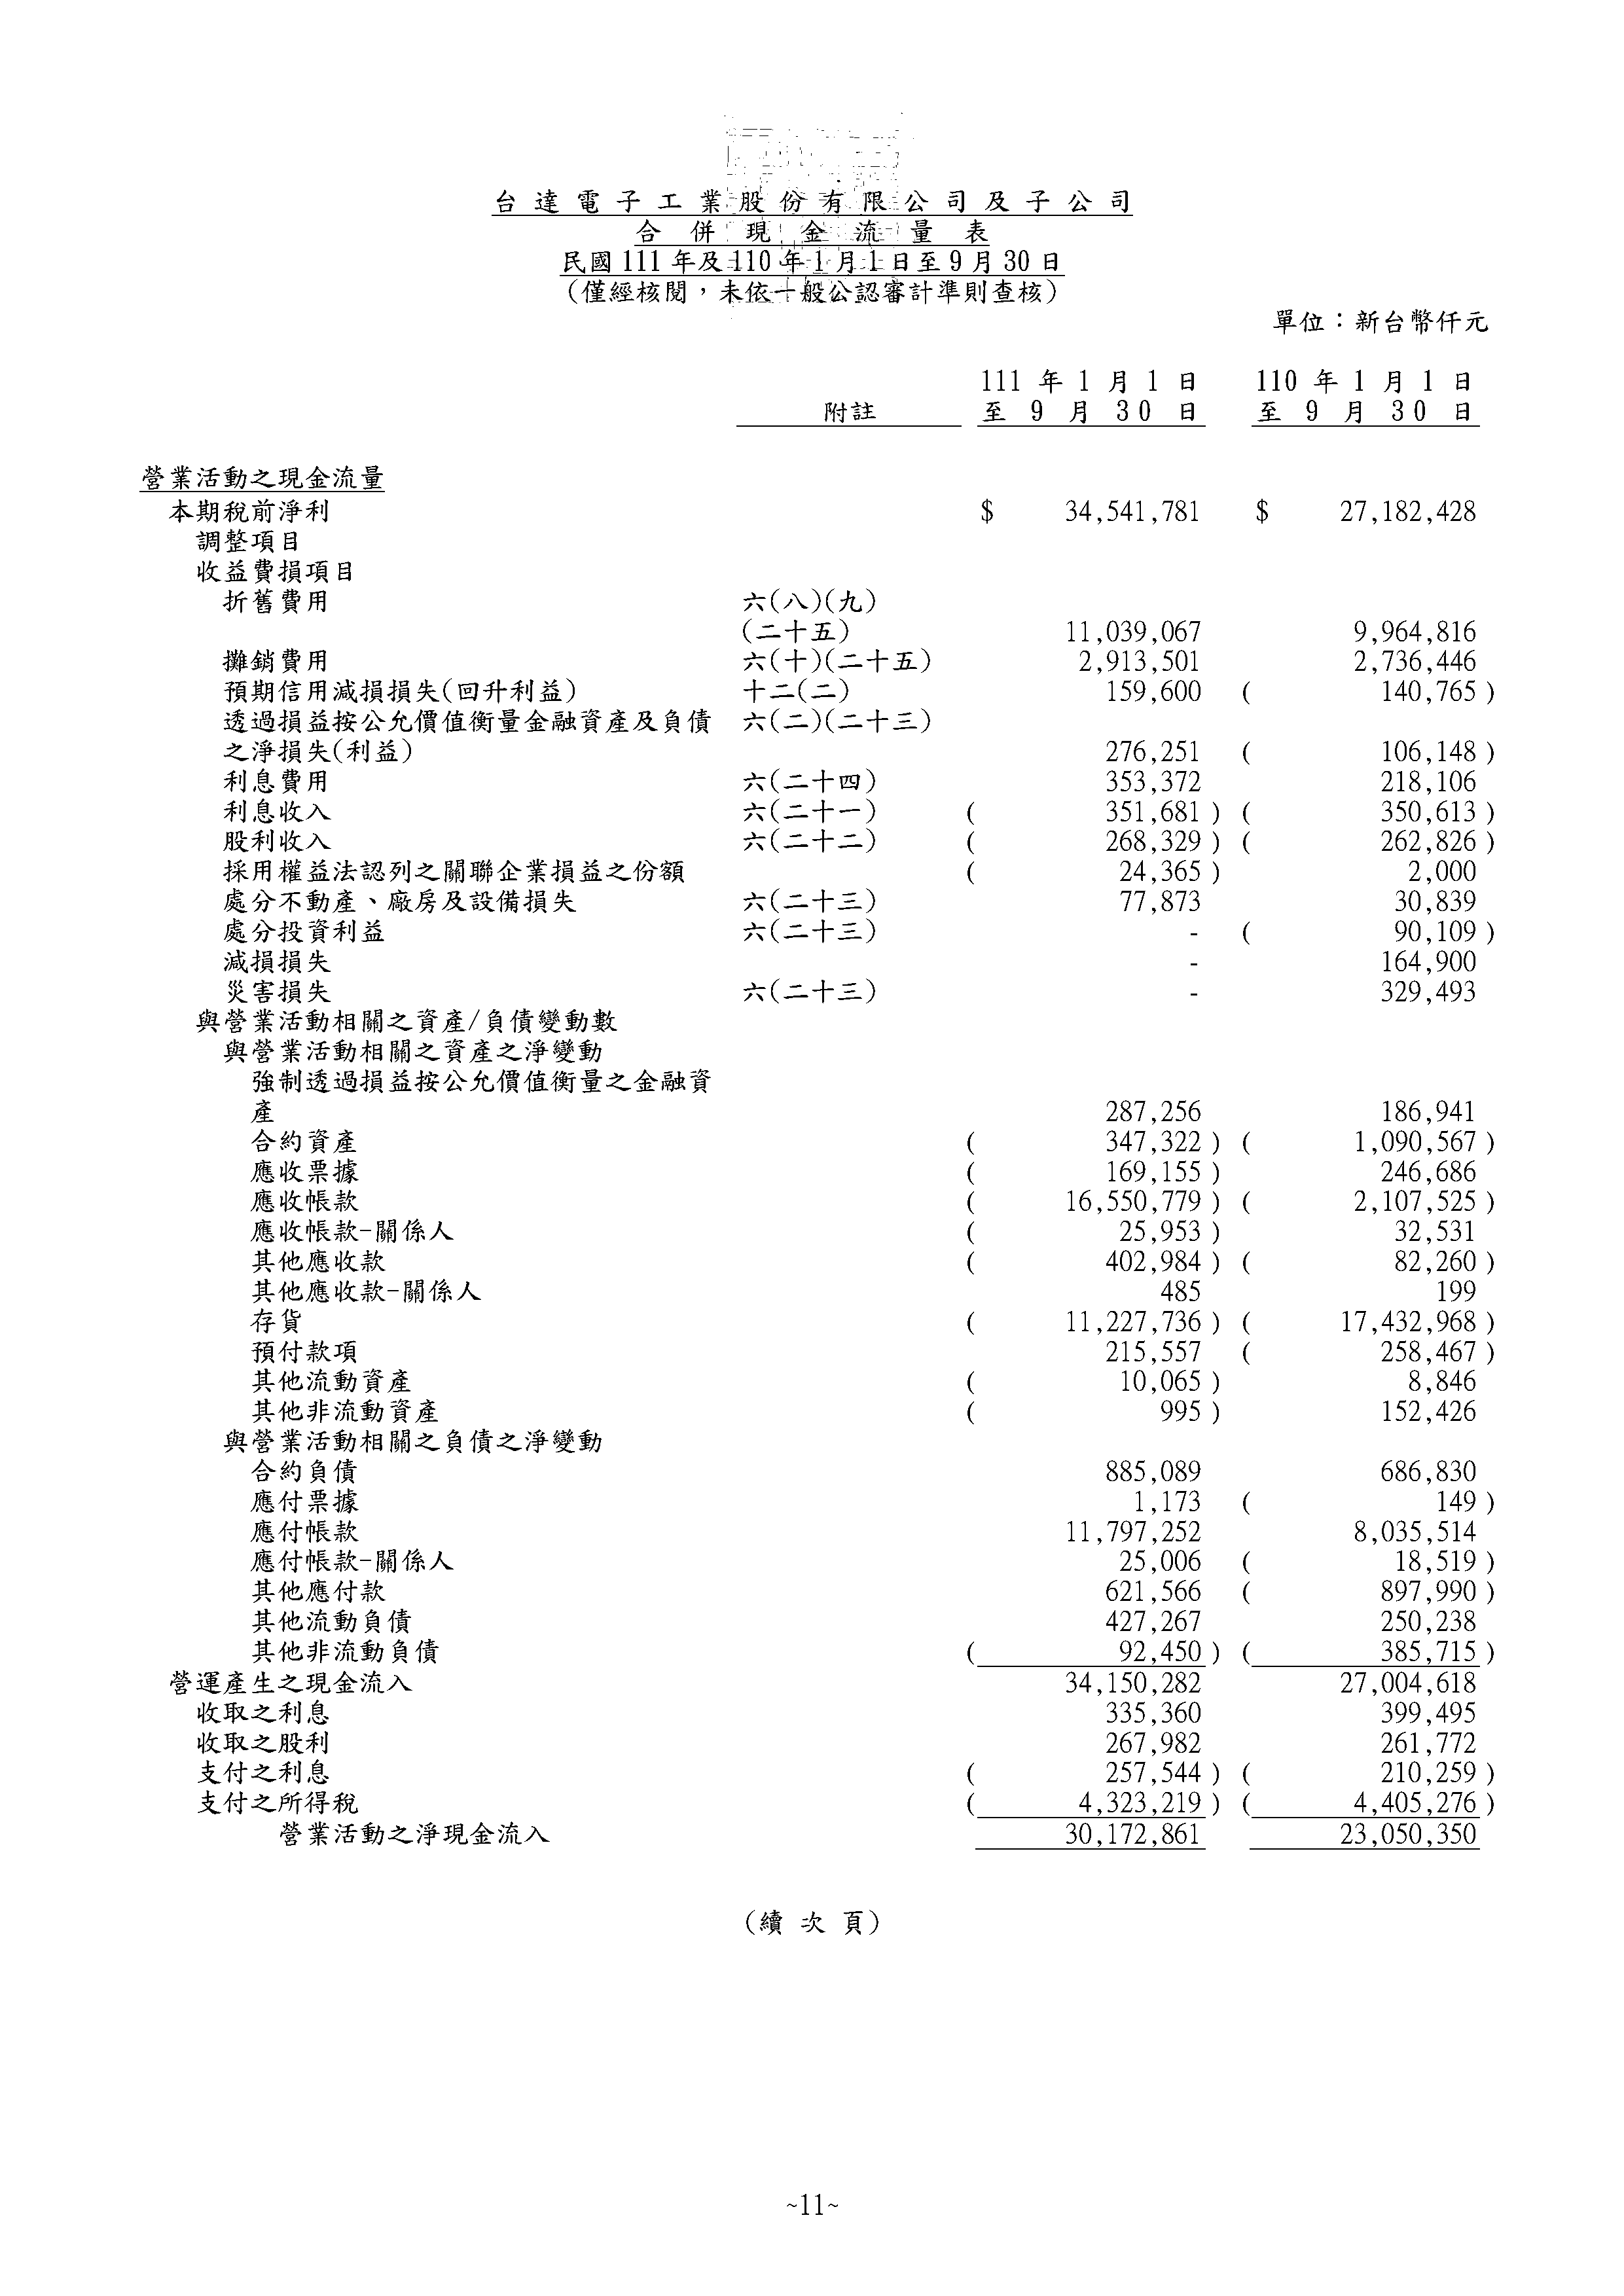 台達電子工業股份有限公司及子公司
合併現金流量表
民國111年及110年1月1日至9月30日
(僅經核閱，未依一般公認審計準則查核)
單位：新台幣仟元
111 年 1 月 1 日 110 年 1 月 1 日
附註 至 9 月 30 日 至 9 月 30 日
營業活動之現金流量
本期稅前淨利 $ 34,541,781 $ 27,182,428
調整項目
收益費損項目
折舊費用 六(八)(九)
(二十五) 11,039,067 9,964,816
攤銷費用 六(十)(二十五) 2,913,501 2,736,446
預期信用減損損失(回升利益) 十二(二) 159,600 ( 140,765 )
透過損益按公允價值衡量金融資產及負債 六(二)(二十三)
之淨損失(利益) 276,251 ( 106,148 )
利息費用 六(二十四) 353,372 218,106
利息收入 六(二十一) ( 351,681 ) ( 350,613 )
股利收入 六(二十二) ( 268,329 ) ( 262,826 )
採用權益法認列之關聯企業損益之份額 ( 24,365 ) 2,000
處分不動產、廠房及設備損失 六(二十三) 77,873 30,839
處分投資利益 六(二十三) - ( 90,109 )
減損損失 - 164,900
災害損失 六(二十三) - 329,493
與營業活動相關之資產/負債變動數
與營業活動相關之資產之淨變動
強制透過損益按公允價值衡量之金融資
產 287,256 186,941
合約資產 ( 347,322 ) ( 1,090,567 )
應收票據 ( 169,155 ) 246,686
應收帳款 ( 16,550,779 ) ( 2,107,525 )
應收帳款-關係人 ( 25,953 ) 32,531
其他應收款 ( 402,984 ) ( 82,260 )
其他應收款-關係人 485 199
存貨 ( 11,227,736 ) ( 17,432,968 )
預付款項 215,557 ( 258,467 )
其他流動資產 ( 10,065 ) 8,846
其他非流動資產 ( 995 ) 152,426
與營業活動相關之負債之淨變動
合約負債 885,089 686,830
應付票據 1,173 ( 149 )
應付帳款 11,797,252 8,035,514
應付帳款-關係人 25,006 ( 18,519 )
其他應付款 621,566 ( 897,990 )
其他流動負債 427,267 250,238
其他非流動負債 ( 92,450 ) ( 385,715 )
營運產生之現金流入 34,150,282 27,004,618
收取之利息 335,360 399,495
收取之股利 267,982 261,772
支付之利息 ( 257,544 ) ( 210,259 )
支付之所得稅 ( 4,323,219 ) ( 4,405,276 )
營業活動之淨現金流入 30,172,861 23,050,350
(續次頁)
~11~